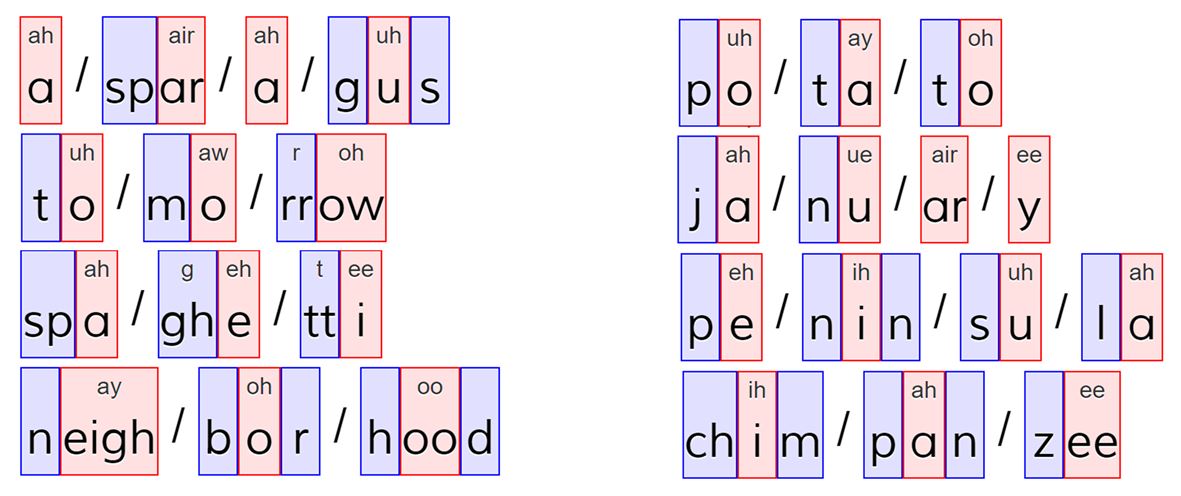 ah air ah uh
a / spar / a / gus
uh aw r oh
to / mo / rrow
ah g eh t ee
spa / ghe / tti
ay oh oo
neigh / bor / hood
uh ay oh
po / ta / to
ah ue air ee
ja / nu / ar / y
eh ih uh ah
pe / nin / su / la
ih ah ee
chim / pan / zee